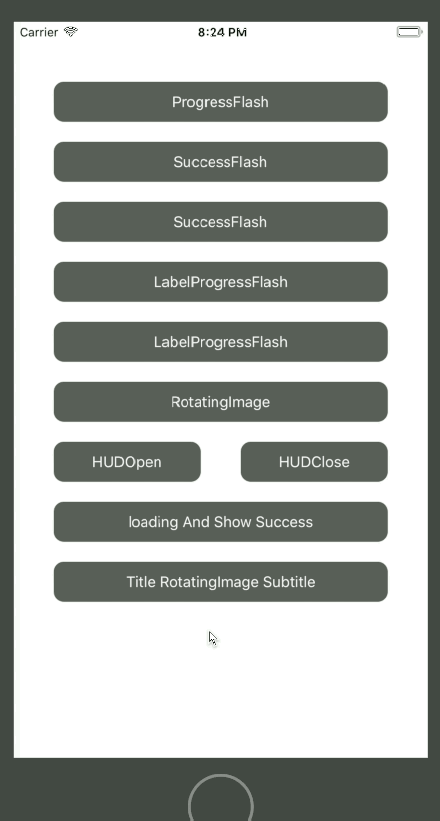 Carrier 8:24 PM
ProgressFlash
SuccessFlash
SuccessFlash
LabelProgressFlash
LabelProgressFlash
RotatingImage
HUDOpen HUDClose
loading And Show Success
Title RotatingImage Subtitle